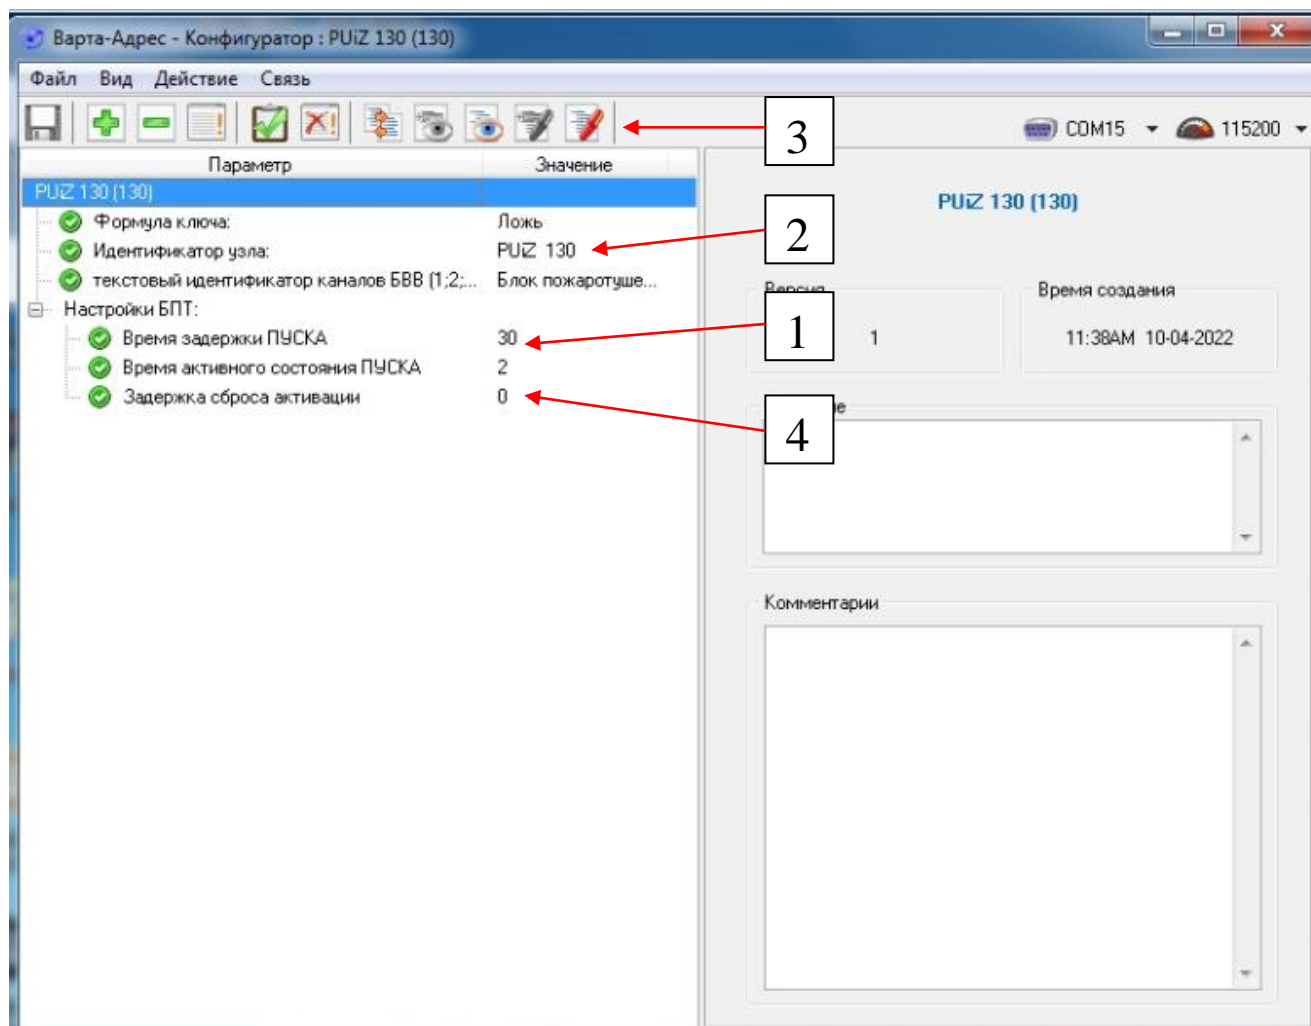 Варта-Адрес - Конфигуратор : PUiZ 130 (130)
Файл Вид Действие Связь
3
COM15 115200
Параметр Значение
PUiZ 130 (130)
PUiZ 130 (130)
Формула ключа: Ложь
2
Идентификатор узла: PUiZ 130
текстовый идентификатор каналов БВВ (1;2;... Блок пожаротуше...
Версия Время создания
Настройки БПТ:
1
Время задержки ПУСКА 30
1 11:38AM 10-04-2022
Время активного состояния ПУСКА 2
Задержка сброса активации 0
4
Комментарии